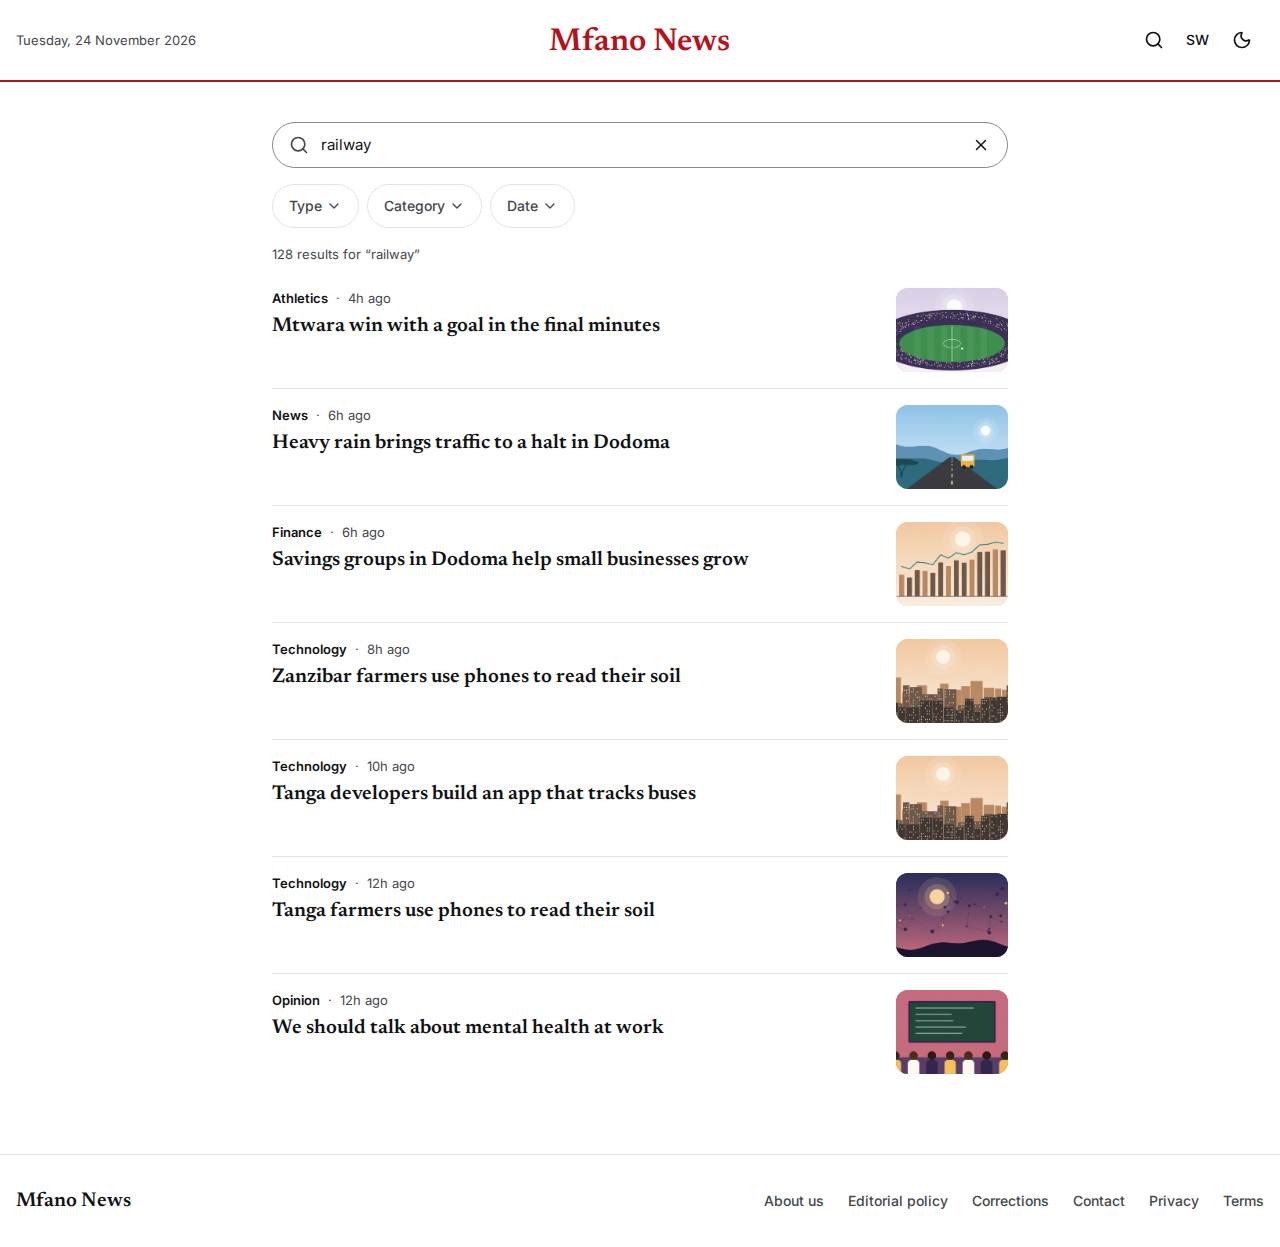 Tuesday, 24 November 2026
Mfano News
SW
railway
Type
Category
Date
128 results for “railway”
Athletics · 4h ago
Mtwara win with a goal in the final minutes
News · 6h ago
Heavy rain brings traffic to a halt in Dodoma
Finance · 6h ago
Savings groups in Dodoma help small businesses grow
Technology · 8h ago
Zanzibar farmers use phones to read their soil
Technology · 10h ago
Tanga developers build an app that tracks buses
Technology · 12h ago
Tanga farmers use phones to read their soil
Opinion · 12h ago
We should talk about mental health at work
Mfano News
About us
Editorial policy
Corrections
Contact
Privacy
Terms